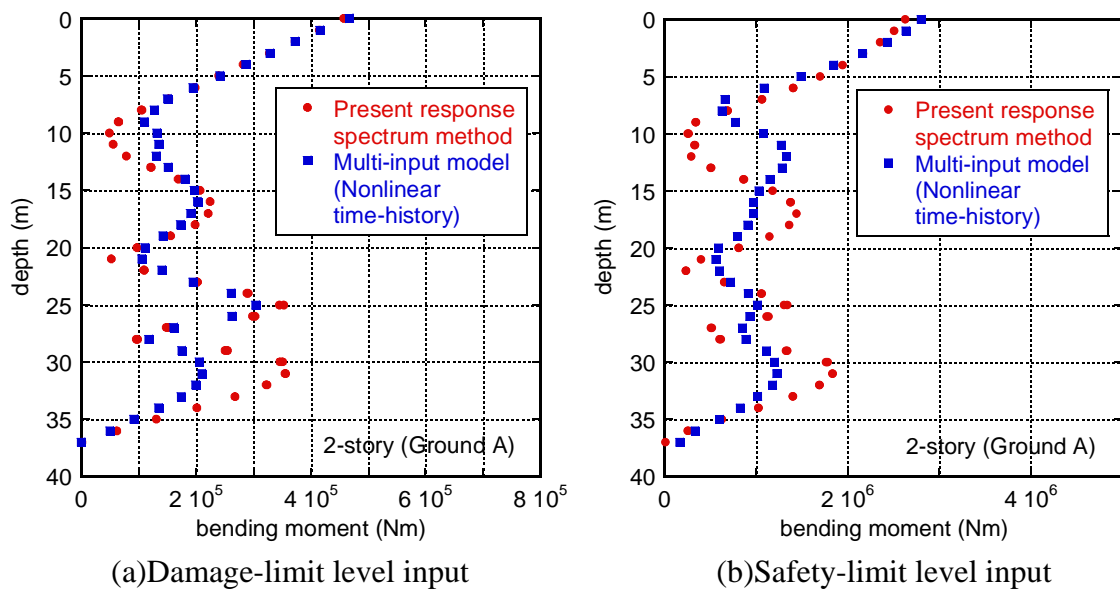 0
5
10
15
20
25
30
35
40
depth (m)
Present response
spectrum method
Multi-input model
(Nonlinear
time-history)
2-story (Ground A)
0
2 10⁵
4 10⁵
6 10⁵
8 10⁵
bending moment (Nm)
(a)Damage-limit level input
0
5
10
15
20
25
30
35
40
depth (m)
Present response
spectrum method
Multi-input model
(Nonlinear
time-history)
2-story (Ground A)
0
2 10⁶
4 10⁶
bending moment (Nm)
(b)Safety-limit level input